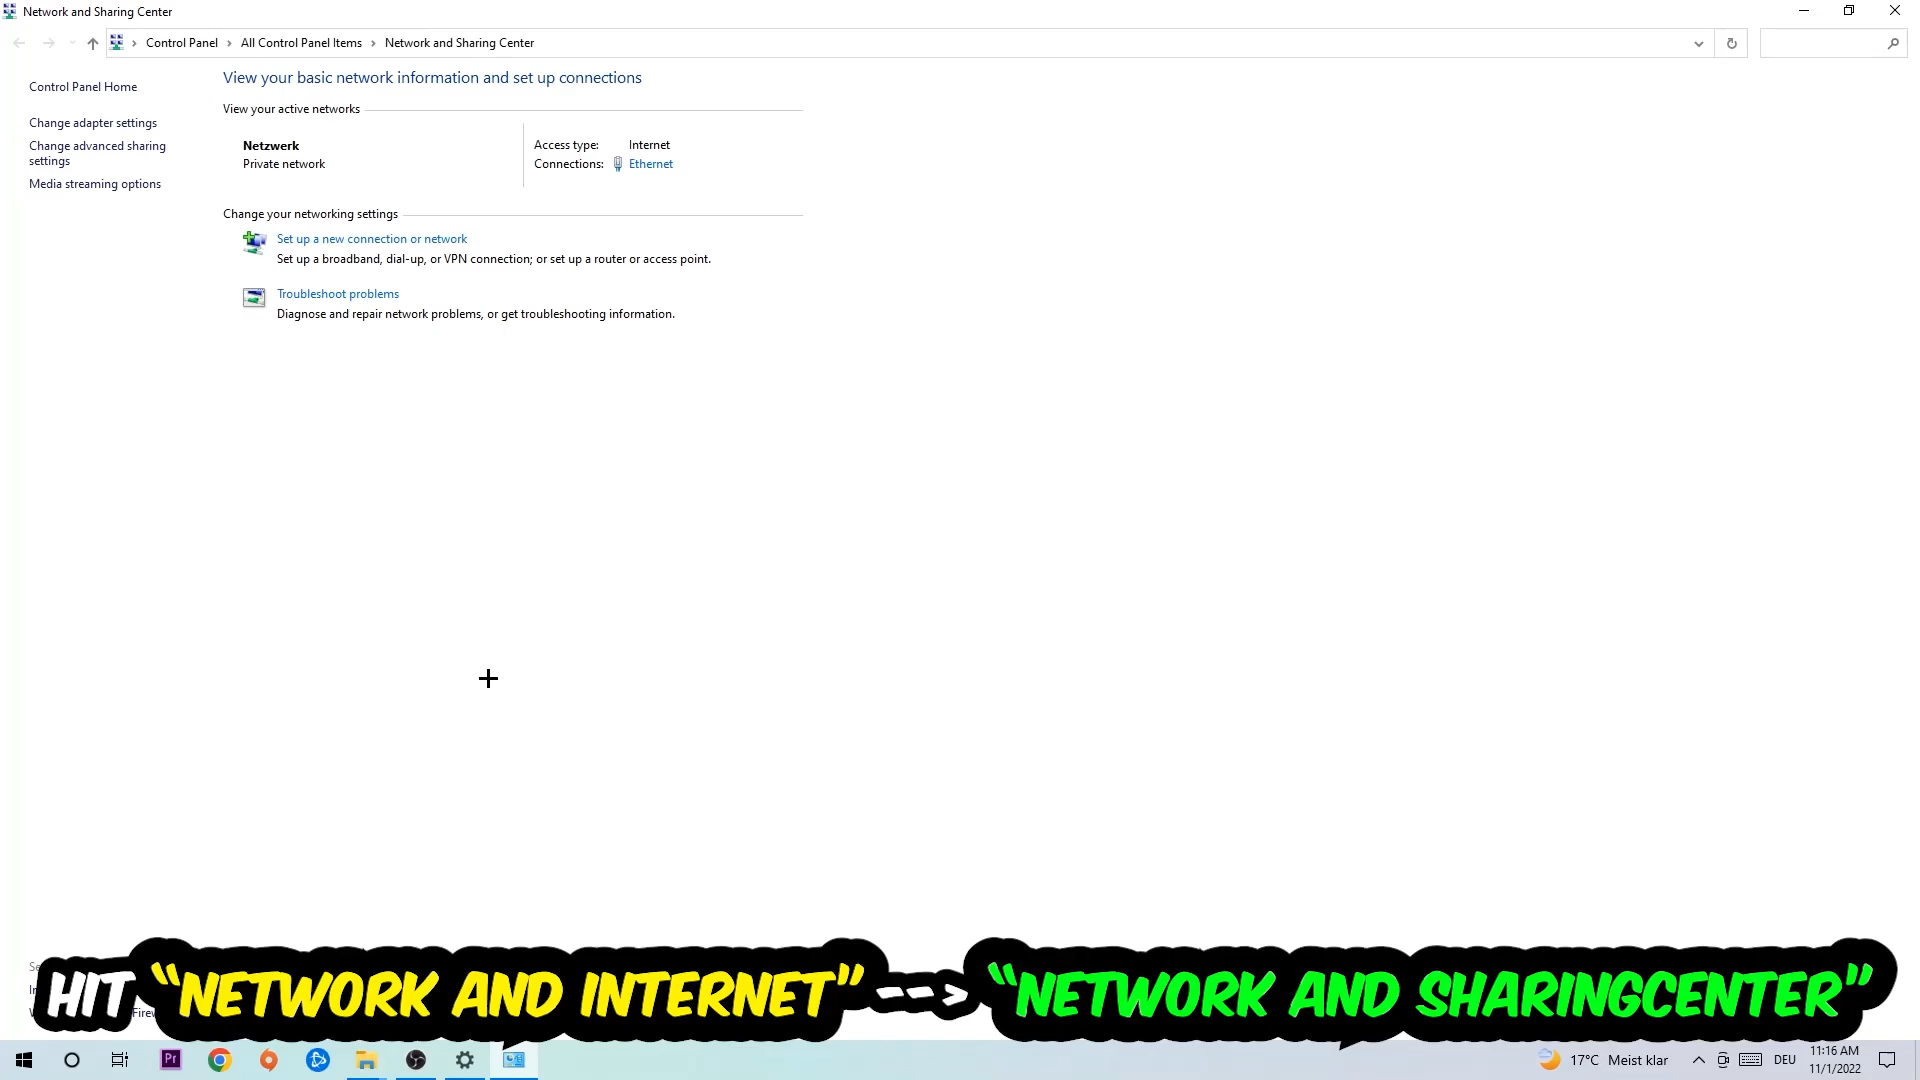 Network and Sharing Center
Control Panel › All Control Panel Items › Network and Sharing Center
Control Panel Home
Change adapter settings
Change advanced sharing
settings
Media streaming options
View your basic network information and set up connections
View your active networks
Netzwerk
Private network
Access type: Internet
Connections: Ethernet
Change your networking settings
Set up a new connection or network
Set up a broadband, dial-up, or VPN connection; or set up a router or access point.
Troubleshoot problems
Diagnose and repair network problems, or get troubleshooting information.
HIT “NETWORK AND INTERNET” ---> “NETWORK AND SHARINGCENTER”
Pr
17°C Meist klar
DEU
11:16 AM
11/1/2022